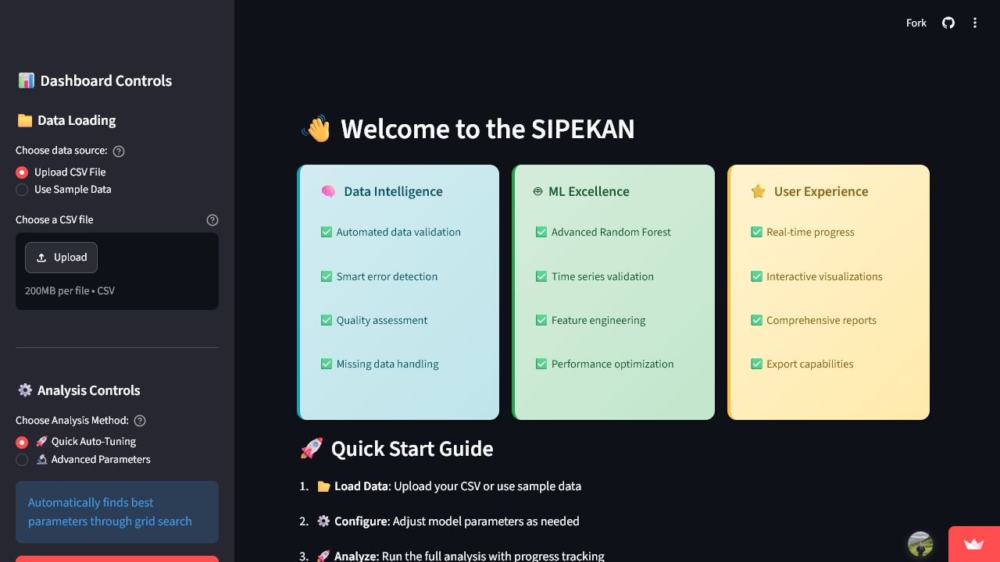 Fork
📊 Dashboard Controls
📁 Data Loading
Choose data source:
Upload CSV File
Use Sample Data
Choose a CSV file
Upload
200MB per file • CSV
⚙️ Analysis Controls
Choose Analysis Method:
🚀 Quick Auto-Tuning
🔬 Advanced Parameters
Automatically finds best
parameters through grid search
👋 Welcome to the SIPEKAN
🧠 Data Intelligence
✅ Automated data validation
✅ Smart error detection
✅ Quality assessment
✅ Missing data handling
ML Excellence
✅ Advanced Random Forest
✅ Time series validation
✅ Feature engineering
✅ Performance optimization
⭐ User Experience
✅ Real-time progress
✅ Interactive visualizations
✅ Comprehensive reports
✅ Export capabilities
🚀 Quick Start Guide
1. 📂 Load Data: Upload your CSV or use sample data
2. ⚙️ Configure: Adjust model parameters as needed
3. 🚀 Analyze: Run the full analysis with progress tracking